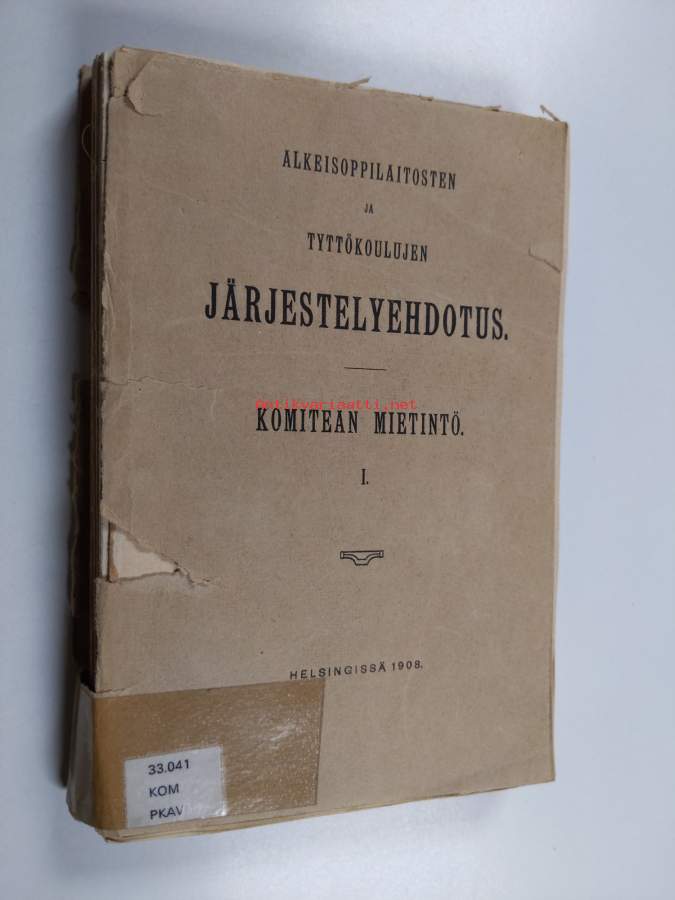 ALKEISOPPILAITOSTEN
JA
TYTTÖKOULUJEN
JÄRJESTELYEHDOTUS.
antikvariaatti.net
KOMITEAN MIETINTÖ.
I.
HELSINGISSÄ 1908.
33.041
KOM
PKAV